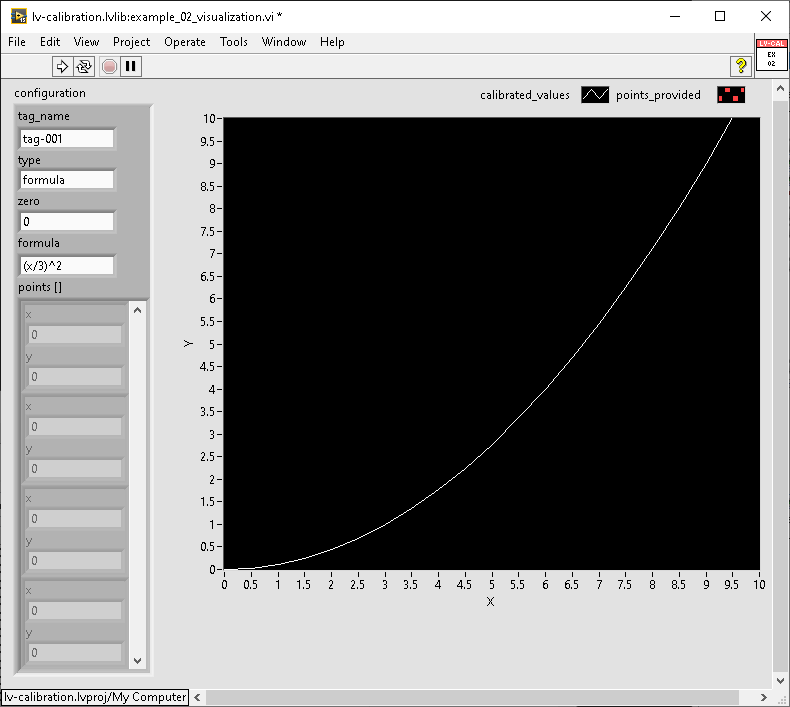 lv-calibration.lvlib:example_02_visualization.vi *
File Edit View Project Operate Tools Window Help
LV-CAL
EX
02
?
configuration
tag_name
tag-001
type
formula
zero
0
formula
(x/3)^2
points []
x
0
y
0
x
0
y
0
x
0
y
0
x
0
y
0
calibrated_values points_provided
10
9.5
9
8.5
8
7.5
7
6.5
6
5.5
5
4.5
4
3.5
3
2.5
2
1.5
1
0.5
0
Y
0 0.5 1 1.5 2 2.5 3 3.5 4 4.5 5 5.5 6 6.5 7 7.5 8 8.5 9 9.5 10
X
lv-calibration.lvproj/My Computer